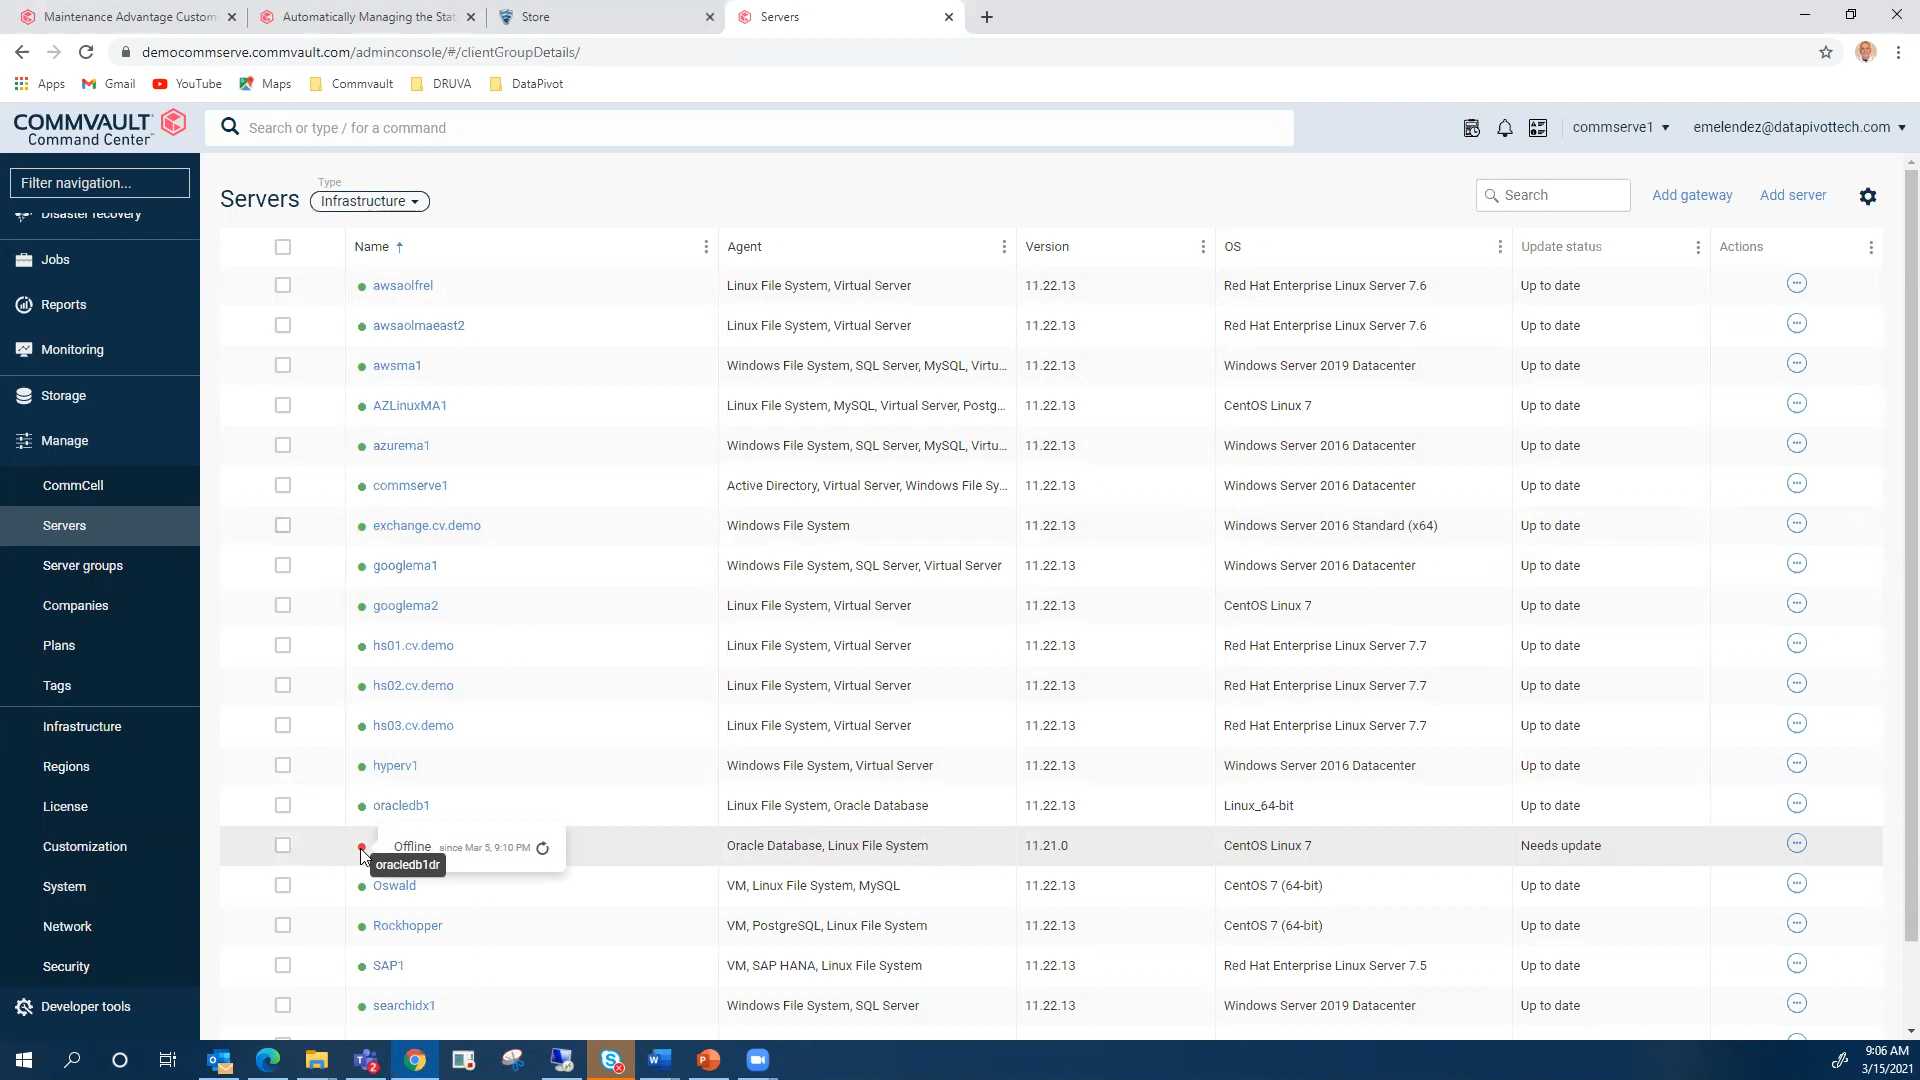 Maintenance Advantage Custom
Automatically Managing the Stat
Store
Servers
democommserve.commvault.com/adminconsole/#/clientGroupDetails/
Apps
Gmail
YouTube
Maps
Commvault
DRUVA
DataPivot
COMMVAULT
Command Center
Search or type / for a command
commserve1
emelendez@datapivottech.com
Filter navigation...
Disaster recovery
Jobs
Reports
Monitoring
Storage
Manage
CommCell
Servers
Server groups
Companies
Plans
Tags
Infrastructure
Regions
License
Customization
System
Network
Security
Developer tools
Servers
Type
Infrastructure
Search
Add gateway
Add server
Name Agent Version OS Update status Actions
awsaolfrel Linux File System, Virtual Server 11.22.13 Red Hat Enterprise Linux Server 7.6 Up to date
awsaolmaeast2 Linux File System, Virtual Server 11.22.13 Red Hat Enterprise Linux Server 7.6 Up to date
awsma1 Windows File System, SQL Server, MySQL, Virtu... 11.22.13 Windows Server 2019 Datacenter Up to date
AZLinuxMA1 Linux File System, MySQL, Virtual Server, Postg... 11.22.13 CentOS Linux 7 Up to date
azurema1 Windows File System, SQL Server, MySQL, Virtu... 11.22.13 Windows Server 2016 Datacenter Up to date
commserve1 Active Directory, Virtual Server, Windows File Sy... 11.22.13 Windows Server 2016 Datacenter Up to date
exchange.cv.demo Windows File System 11.22.13 Windows Server 2016 Standard (x64) Up to date
googlema1 Windows File System, SQL Server, Virtual Server 11.22.13 Windows Server 2016 Datacenter Up to date
googlema2 Linux File System, Virtual Server 11.22.13 CentOS Linux 7 Up to date
hs01.cv.demo Linux File System, Virtual Server 11.22.13 Red Hat Enterprise Linux Server 7.7 Up to date
hs02.cv.demo Linux File System, Virtual Server 11.22.13 Red Hat Enterprise Linux Server 7.7 Up to date
hs03.cv.demo Linux File System, Virtual Server 11.22.13 Red Hat Enterprise Linux Server 7.7 Up to date
hyperv1 Windows File System, Virtual Server 11.22.13 Windows Server 2016 Datacenter Up to date
oracledb1 Linux File System, Oracle Database 11.22.13 Linux_64-bit Up to date
Offline since Mar 5, 9:10 PM Oracle Database, Linux File System 11.21.0 CentOS Linux 7 Needs update
oracledb1dr
Oswald VM, Linux File System, MySQL 11.22.13 CentOS 7 (64-bit) Up to date
Rockhopper VM, PostgreSQL, Linux File System 11.22.13 CentOS 7 (64-bit) Up to date
SAP1 VM, SAP HANA, Linux File System 11.22.13 Red Hat Enterprise Linux Server 7.5 Up to date
searchidx1 Windows File System, SQL Server 11.22.13 Windows Server 2019 Datacenter Up to date
9:06 AM
3/15/2021